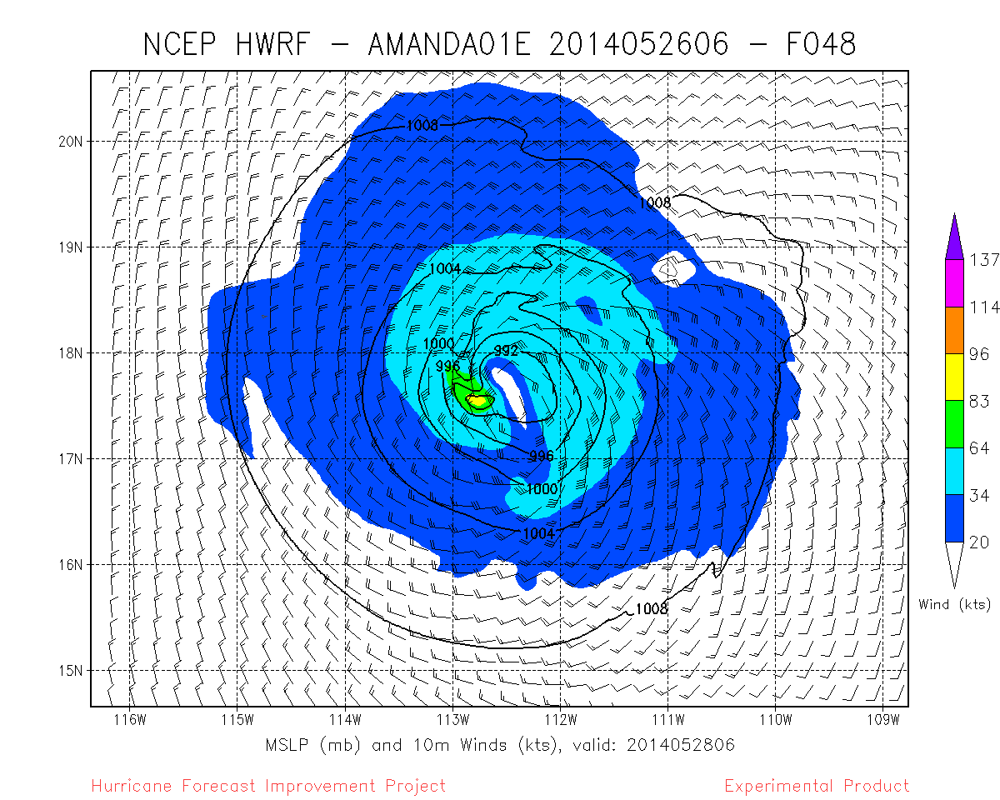 NCEP HWRF – AMANDA01E 2014052606 – F048
1008
20N
1008
19N
1004
137
114
1000
992
18N
96
996
83
17N
996
64
1000
34
1004
20
16N
1008
Wind (kts)
15N
116W 115W 114W 113W 112W 111W 110W 109W
MSLP (mb) and 10m Winds (kts), valid: 2014052806
Hurricane Forecast Improvement Project
Experimental Product